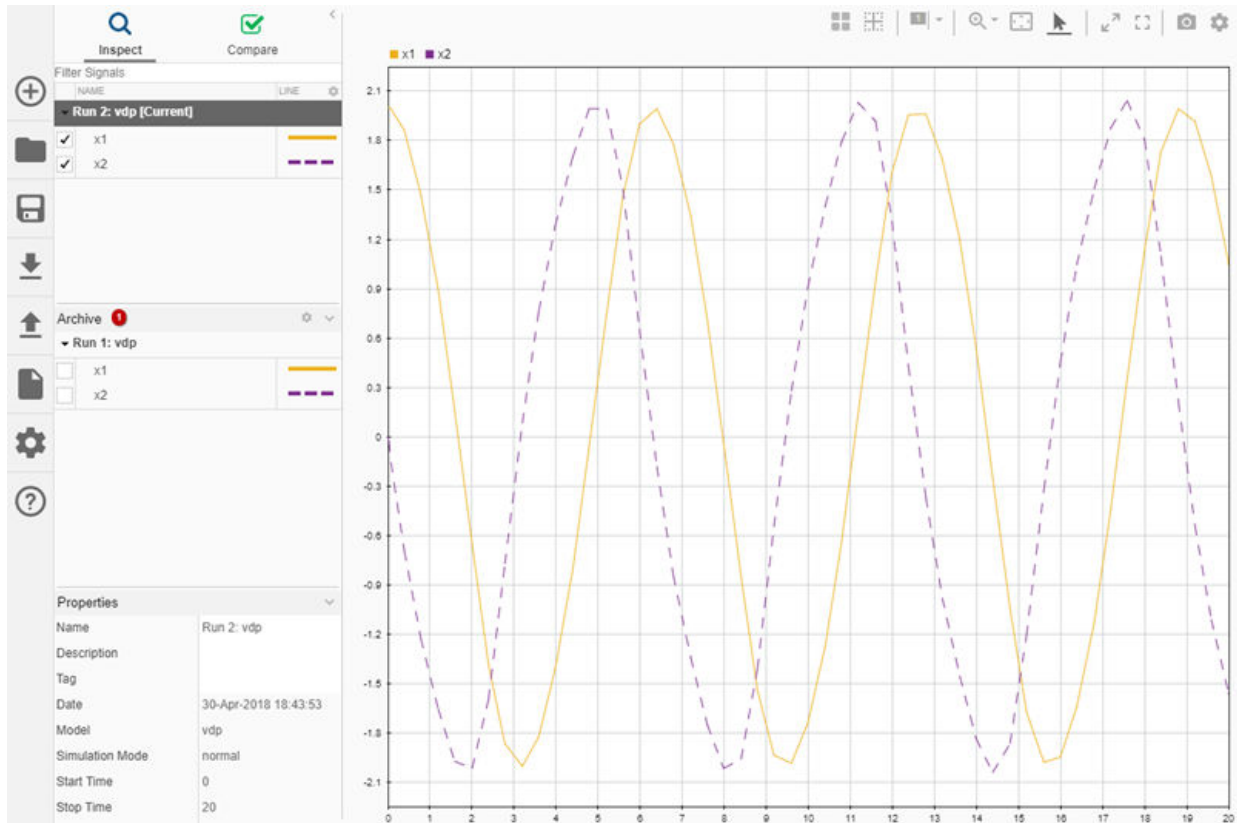 Inspect Compare
Filter Signals
NAME LINE
Run 2: vdp [Current]
x1
x2
Archive 1
Run 1: vdp
x1
x2
Properties
Name Run 2: vdp
Description
Tag
Date 30-Apr-2018 18:43:53
Model vdp
Simulation Mode normal
Start Time 0
Stop Time 20
1
x1 x2
2.1
1.8
1.5
1.2
0.9
0.6
0.3
0
-0.3
-0.6
-0.9
-1.2
-1.5
-1.8
-2.1
0 1 2 3 4 5 6 7 8 9 10 11 12 13 14 15 16 17 18 19 20